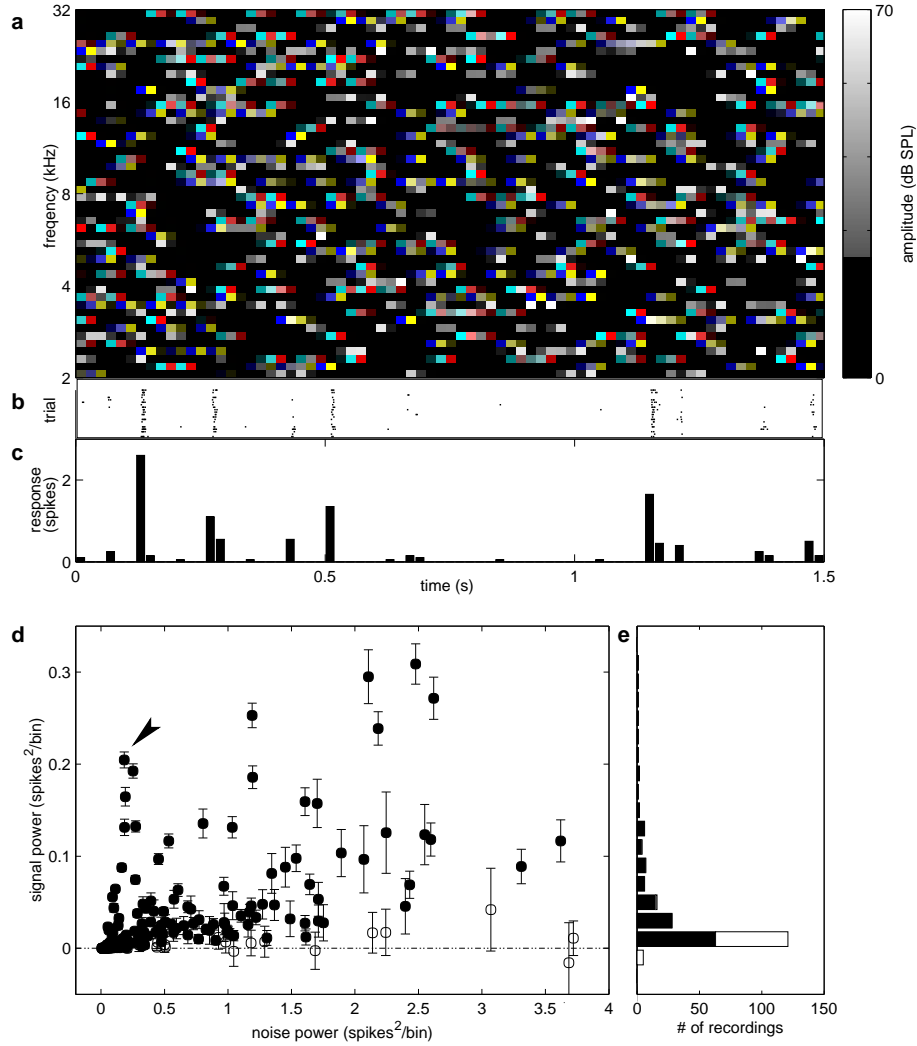 a
32
16
8
4
2
freqency (kHz)
70
0
amplitude (dB SPL)
b
trial
c
response
(spikes)
2
0
0
0.5
1
1.5
time (s)
d
signal power (spikes²/bin)
0.3
0.2
0.1
0
0
0.5
1
1.5
2
2.5
3
3.5
4
noise power (spikes²/bin)
e
0
50
100
150
# of recordings